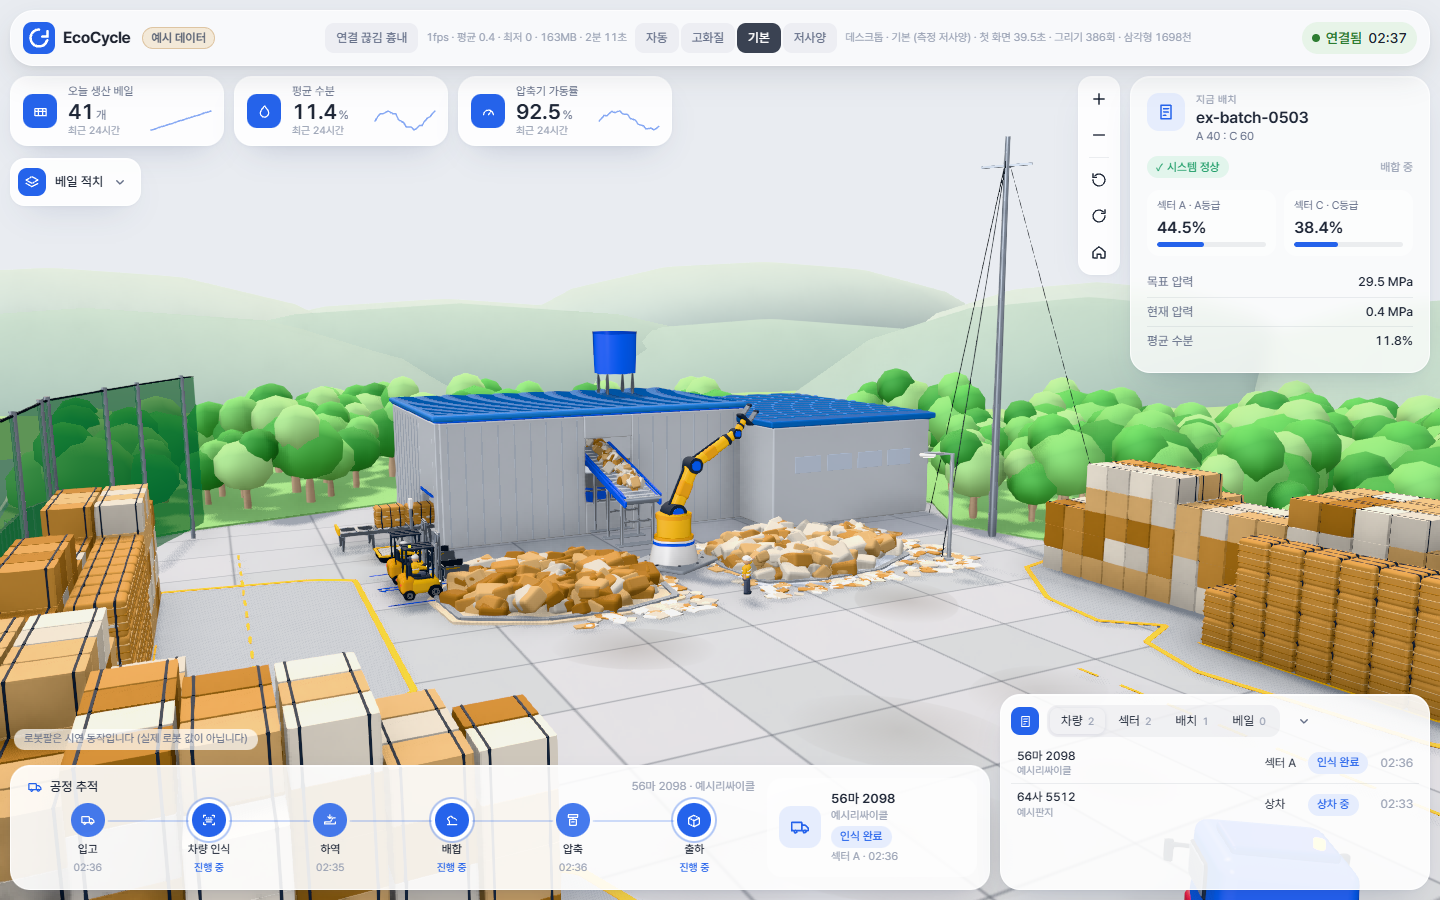 EcoCycle
예시 데이터
연결 끊김 흉내
1fps · 평균 0.4 · 최저 0 · 163MB · 2분 11초
자동
고화질
기본
저사양
데스크톱 · 기본 (측정 저사양) · 첫 화면 39.5초 · 그리기 386회 · 삼각형 1698천
연결됨 02:37
오늘 생산 베일
41 개
최근 24시간
평균 수분
11.4 %
최근 24시간
압축기 가동률
92.5 %
최근 24시간
베일 적치
지금 배치
ex-batch-0503
A 40 : C 60
✓ 시스템 정상
배합 중
섹터 A · A등급
44.5%
섹터 C · C등급
38.4%
목표 압력 29.5 MPa
현재 압력 0.4 MPa
평균 수분 11.8%
로봇팔은 시연 동작입니다 (실제 로봇 값이 아닙니다)
공정 추적
56마 2098 · 예시리싸이클
입고
02:36
차량 인식
진행 중
하역
02:35
배합
진행 중
압축
02:36
출하
진행 중
56마 2098
예시리싸이클
인식 완료
섹터 A · 02:36
차량 2
섹터 2
배치 1
베일 0
56마 2098
예시리싸이클
섹터 A
인식 완료
02:36
64사 5512
예시판지
상차
상차 중
02:33